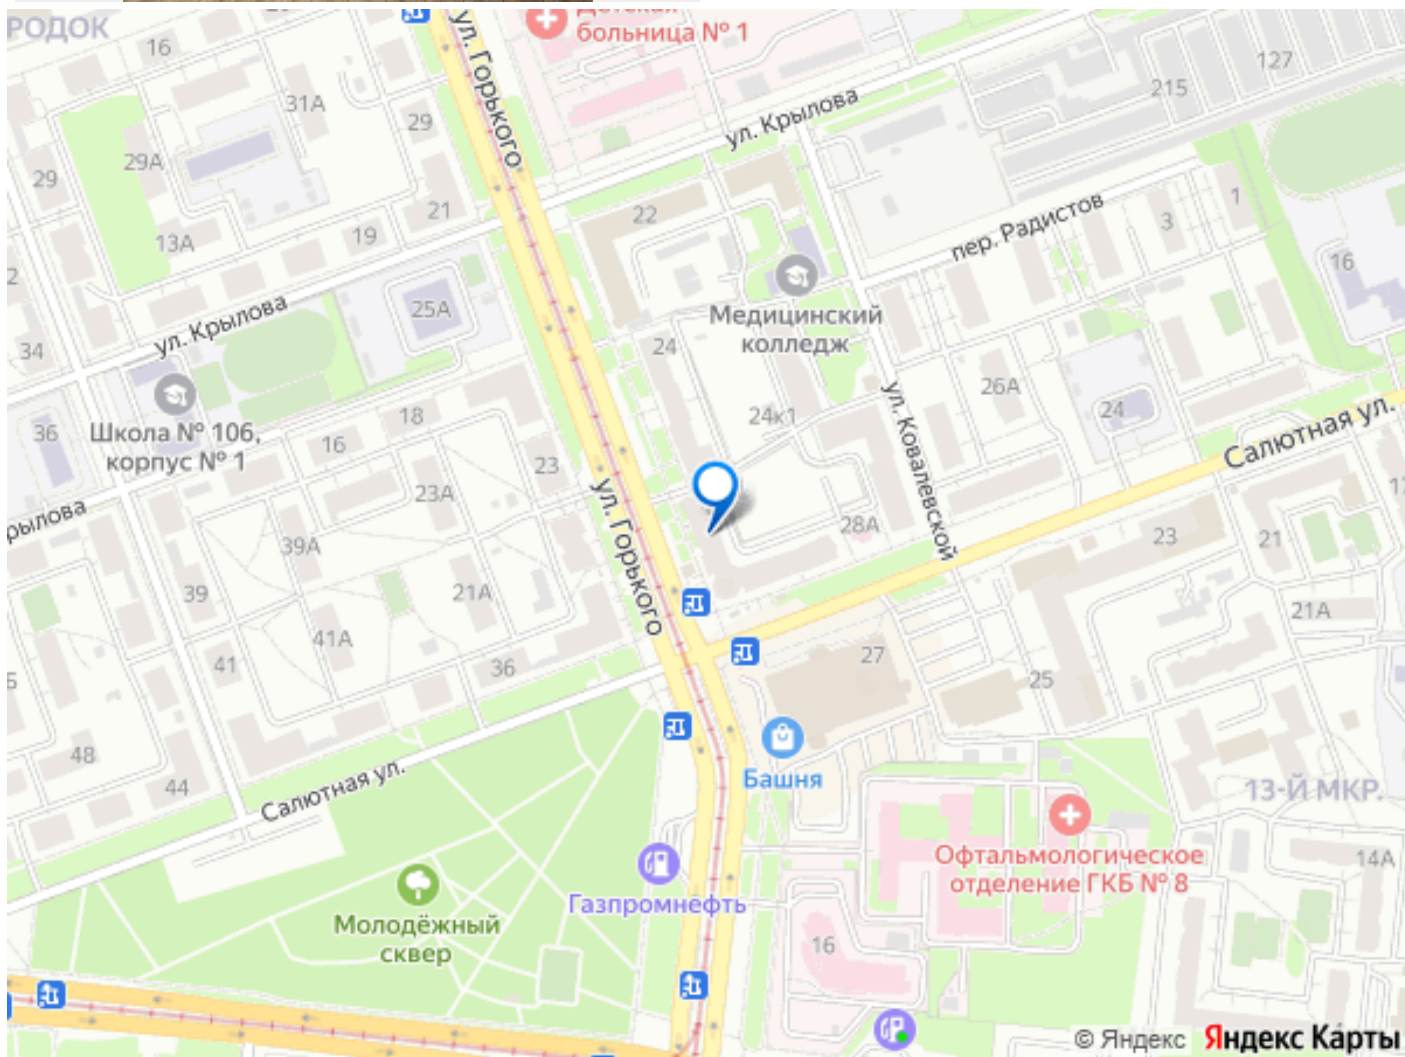 РОДОК
16
больница № 1
ул. Горького
31А
29
29А
29
ул. Крылова
215
127
21
19
13А
22
пер. Радистов
3
1
16
25А
ул. Крылова
34
Медицинский
колледж
24
26А
24
ул. Ковалевской
Салютная ул.
36
Школа № 106,
корпус № 1
18
16
24к1
23
23А
ул. Горького
28А
39А
23
21
39
21А
41А
21А
41
36
27
25
48
44
Салютная ул.
Башня
13-Й МКР.
Офтальмологическое
отделение ГКБ № 8
14А
Газпромнефть
Молодёжный
сквер
16
© Яндекс Яндекс Карты